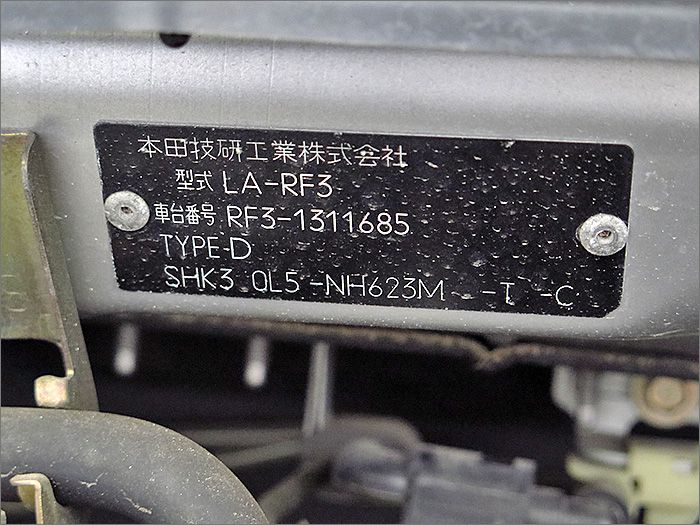 本田技研工業株式会社
型式 LA-RF3
車台番号 RF3-1311685
TYPE-D
SHK3 0L5 -NH623M -T -C